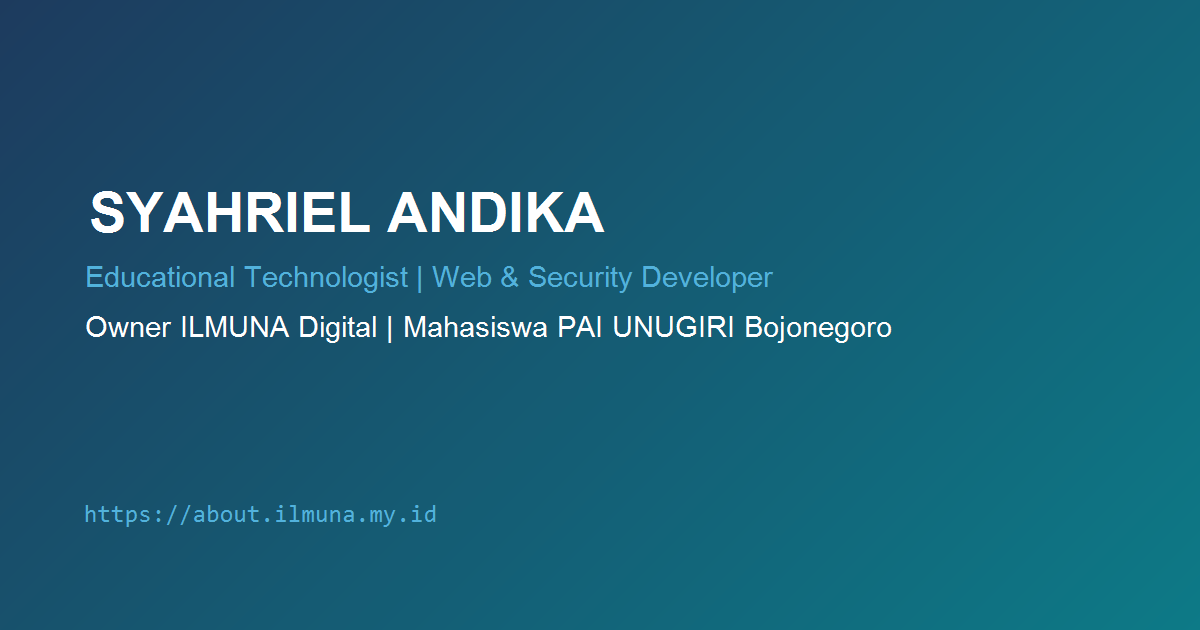 SYAHRIEL ANDIKA
Educational Technologist | Web & Security Developer
Owner ILMUNA Digital | Mahasiswa PAI UNUGIRI Bojonegoro
https://about.ilmuna.my.id